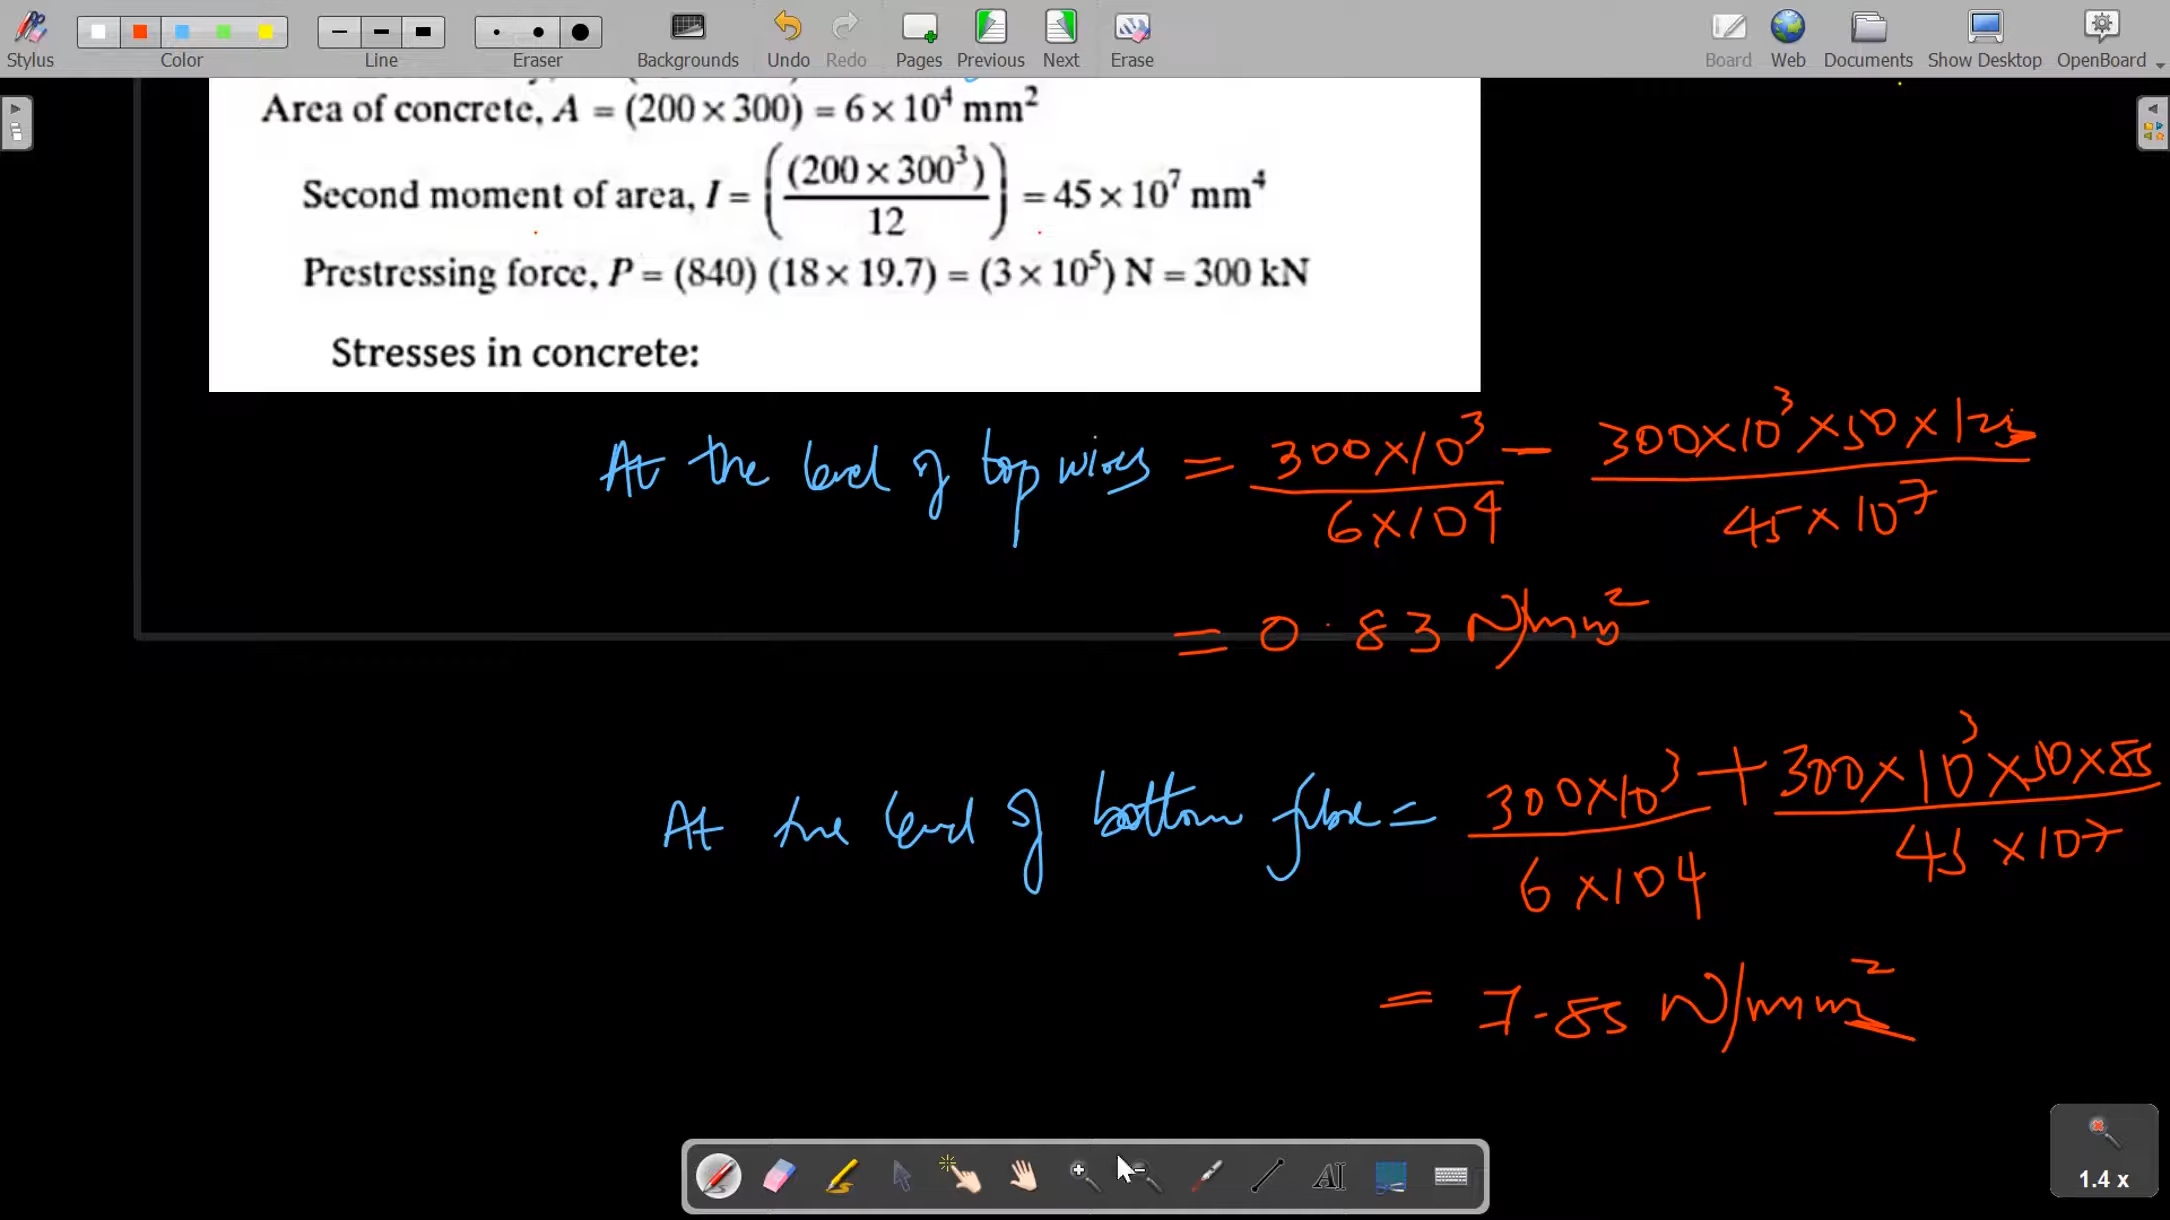 Stylus Color Line Eraser Backgrounds Undo Redo Pages Previous Next Erase Board Web Documents Show Desktop OpenBoard
Area of concrete, A = (200 × 300) = 6 × 10⁴ mm²
Second moment of area, I = ((200 × 300³) / 12) = 45 × 10⁷ mm⁴
Prestressing force, P = (840) (18 × 19.7) = (3 × 10⁵) N = 300 kN
Stresses in concrete:
At the level of top wires = 300×10³ / 6×10⁴ − 300×10³×50×125 / 45×10⁷
= 0.83 N/mm²
At the level of bottom fibre = 300×10³ / 6×10⁴ + 300×10³×50×85 / 45×10⁷
= 7.85 N/mm²
AI
1.4 x